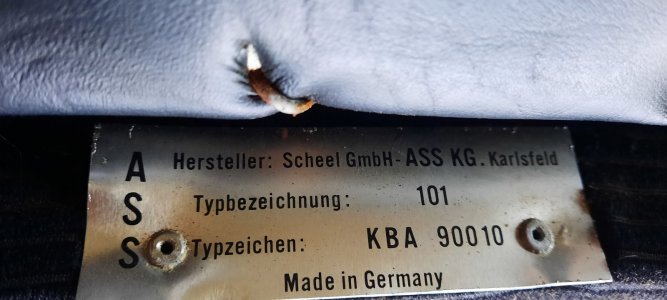 A
S
S
Hersteller: Scheel GmbH-ASS KG. Karlsfeld
Typbezeichnung: 101
Typzeichen: KBA 90010
Made in Germany